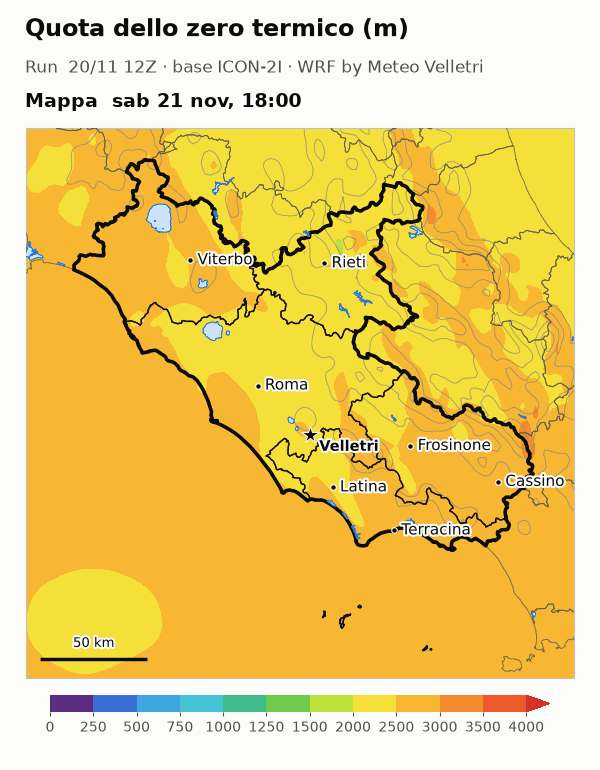 Quota dello zero termico (m)
Run  20/11 12Z · base ICON-2I · WRF by Meteo Velletri
Mappa  sab 21 nov, 18:00
Viterbo
Rieti
Roma
Velletri
Frosinone
Cassino
Latina
Terracina
50 km
0 250 500 750 1000 1250 1500 2000 2500 3000 3500 4000